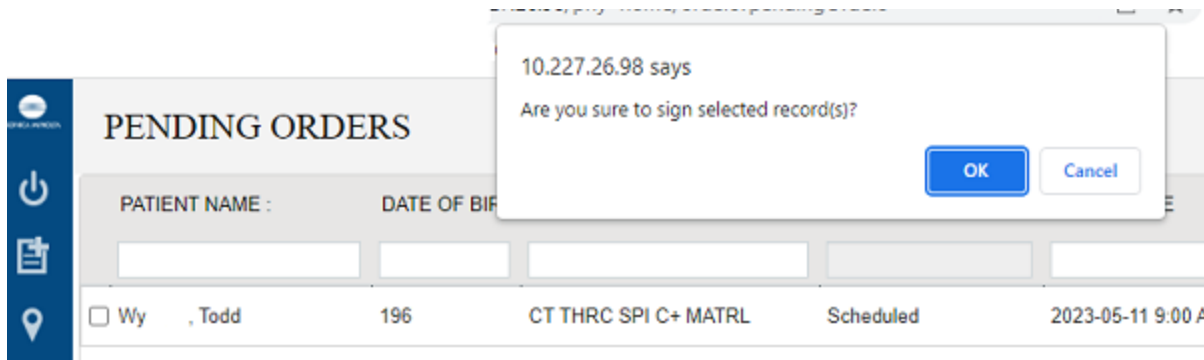 10.227.26.98 says
Are you sure to sign selected record(s)?
OK Cancel
PENDING ORDERS
PATIENT NAME : DATE OF
Wy , Todd 196 CT THRC SPI C+ MATRL Scheduled 2023-05-11 9:00